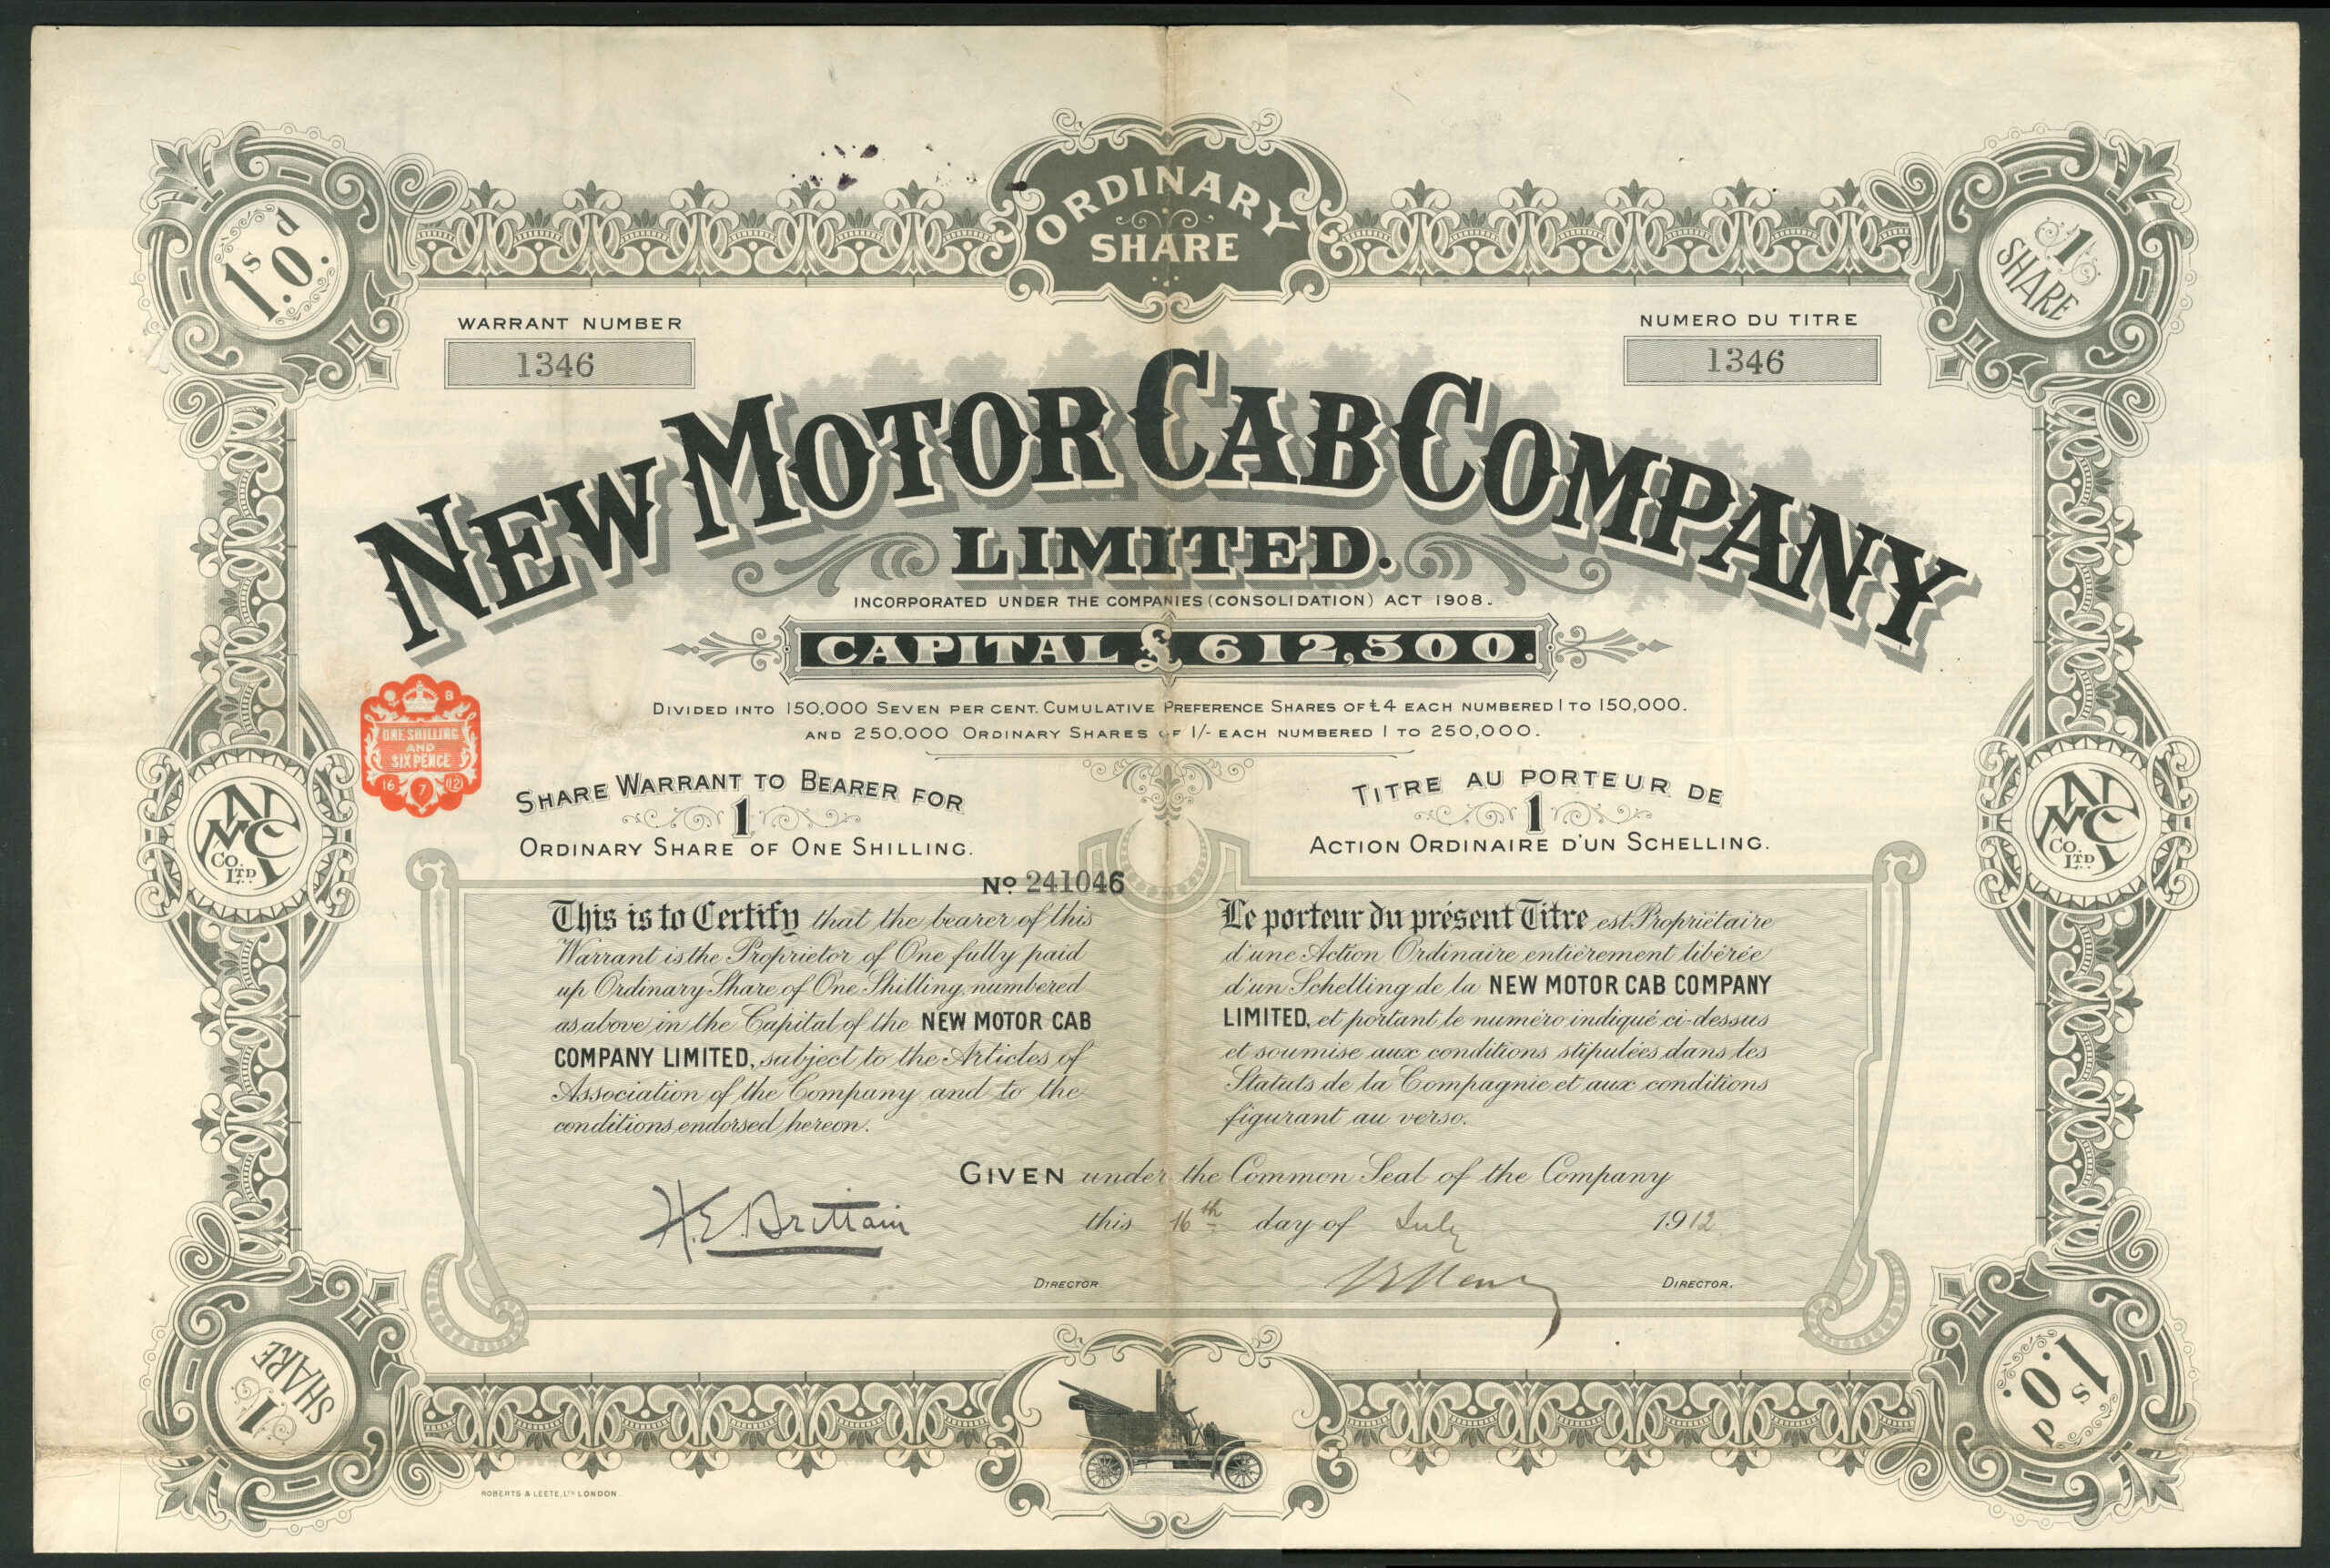 ORDINARY
SHARE
1s. 0d.
1
SHARE
WARRANT NUMBER
1346
NUMERO DU TITRE
1346
NEW MOTOR CAB COMPANY
LIMITED.
INCORPORATED UNDER THE COMPANIES (CONSOLIDATION) ACT 1908.
CAPITAL £612,500.
DIVIDED INTO 150,000 SEVEN PER CENT. CUMULATIVE PREFERENCE SHARES OF £4 EACH NUMBERED 1 TO 150,000.
AND 250,000 ORDINARY SHARES OF 1/- EACH NUMBERED 1 TO 250,000.
B
ONE SHILLING
AND
SIXPENCE
16 7 12
NMCC
CO.
LTD
NMCC
CO.
LTD
SHARE WARRANT TO BEARER FOR
1
ORDINARY SHARE OF ONE SHILLING.
No 241046
This is to Certify that the bearer of this
Warrant is the Proprietor of One fully paid
up Ordinary Share of One Shilling, numbered
as above in the Capital of the NEW MOTOR CAB
COMPANY LIMITED, subject to the Articles of
Association of the Company and to the
conditions endorsed hereon.
TITRE AU PORTEUR DE
1
ACTION ORDINAIRE D'UN SCHELLING.
Le porteur du présent Titre est Propriétaire
d'une Action Ordinaire entièrement libérée
d'un Schelling de la NEW MOTOR CAB COMPANY
LIMITED, et portant le numéro indiqué ci-dessus
et soumise aux conditions stipulées dans les
Statuts de la Compagnie et aux conditions
figurant au verso.
GIVEN under the Common Seal of the Company
this 16th day of July 1912
H.E. Brittain
DIRECTOR.
DIRECTOR.
1
SHARE
1s. 0d.
ROBERTS & LEETE, LTD LONDON.